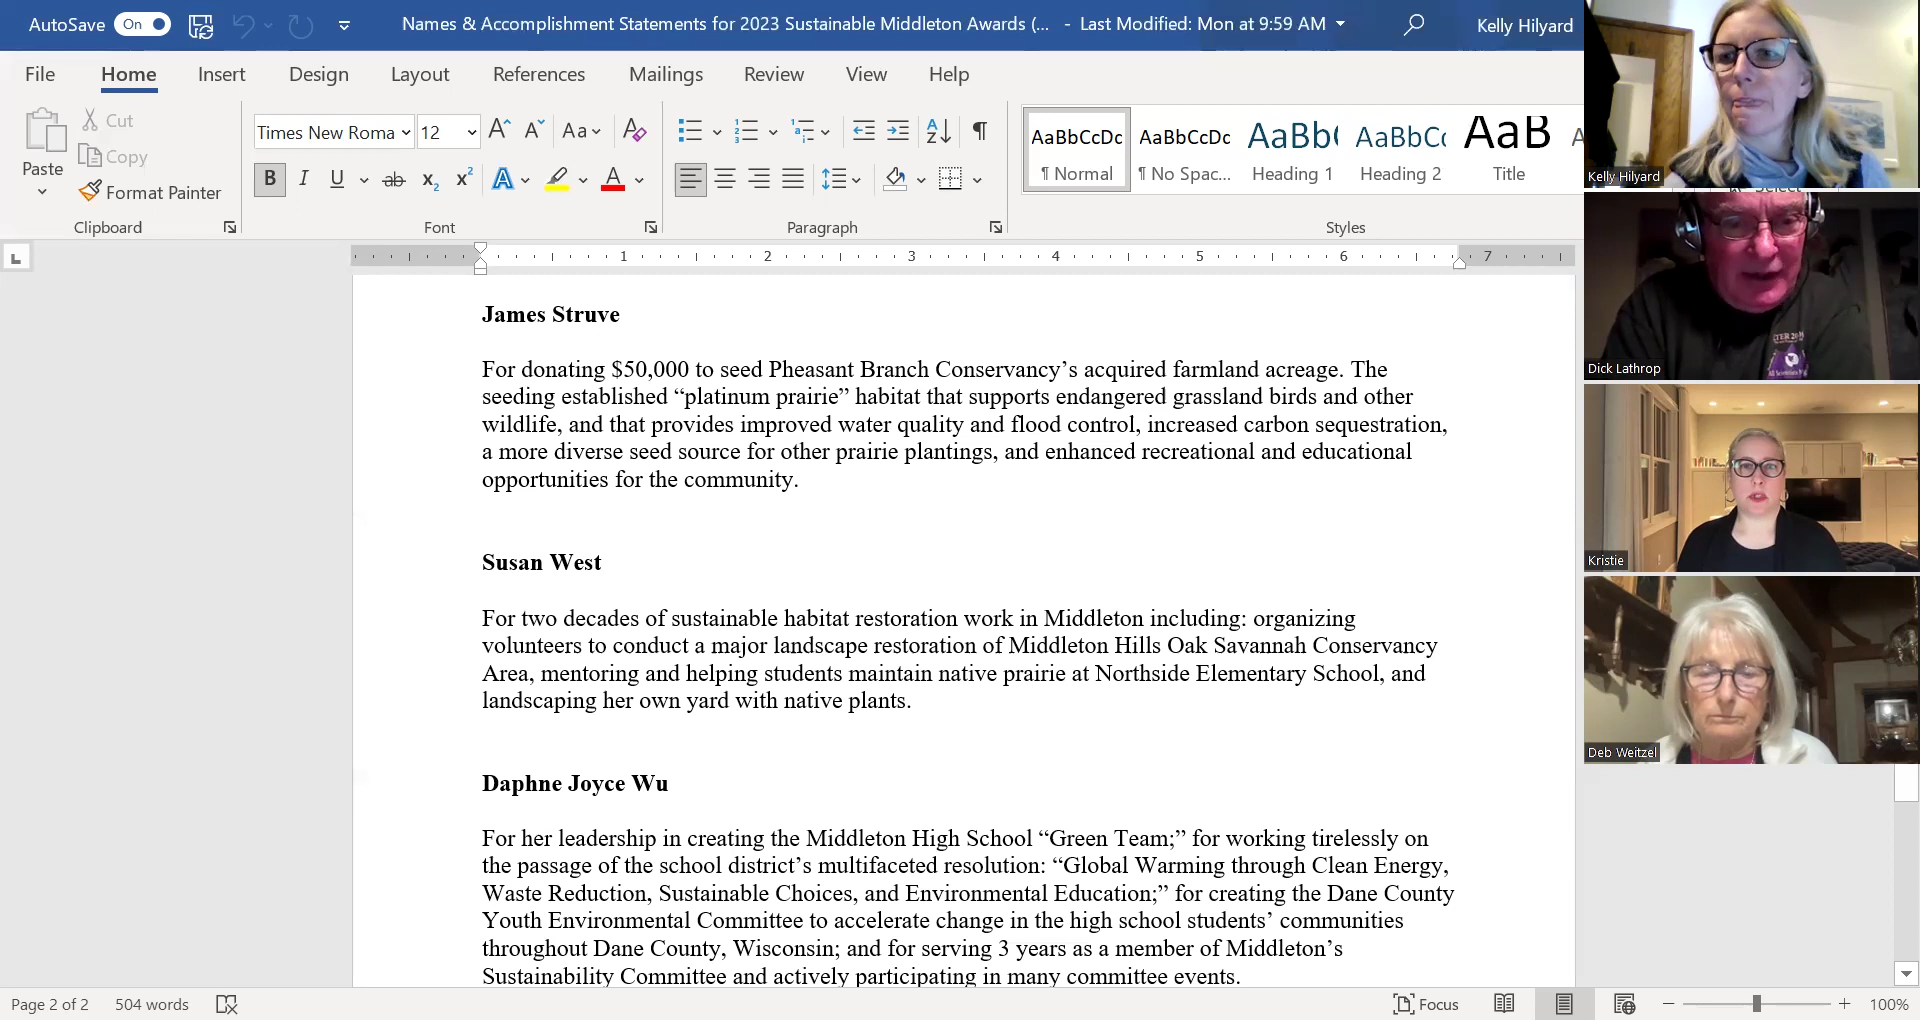 AutoSave On Names & Accomplishment Statements for 2023 Sustainable Middleton Awards (... - Last Modified: Mon at 9:59 AM Kelly Hilyard
File Home Insert Design Layout References Mailings Review View Help
Times New Roma 12 Aa AaBbCcDc AaBbCcDc AaBb( AaBbCc AaB
Cut
Copy
Paste Format Painter B I U ab x2 x2 A A ¶ Normal ¶ No Spac... Heading 1 Heading 2 Title
Clipboard Font Paragraph Styles
Select
Kelly Hilyard
1 2 3 4 5 6 7
James Struve
For donating $50,000 to seed Pheasant Branch Conservancy’s acquired farmland acreage. The
seeding established “platinum prairie” habitat that supports endangered grassland birds and other
wildlife, and that provides improved water quality and flood control, increased carbon sequestration,
a more diverse seed source for other prairie plantings, and enhanced recreational and educational
opportunities for the community.
Dick Lathrop
Susan West
For two decades of sustainable habitat restoration work in Middleton including: organizing
volunteers to conduct a major landscape restoration of Middleton Hills Oak Savannah Conservancy
Area, mentoring and helping students maintain native prairie at Northside Elementary School, and
landscaping her own yard with native plants.
Kristie
Daphne Joyce Wu
For her leadership in creating the Middleton High School “Green Team;” for working tirelessly on
the passage of the school district’s multifaceted resolution: “Global Warming through Clean Energy,
Waste Reduction, Sustainable Choices, and Environmental Education;” for creating the Dane County
Youth Environmental Committee to accelerate change in the high school students’ communities
throughout Dane County, Wisconsin; and for serving 3 years as a member of Middleton’s
Sustainability Committee and actively participating in many committee events.
Deb Weitzel
Page 2 of 2 504 words Focus 100%